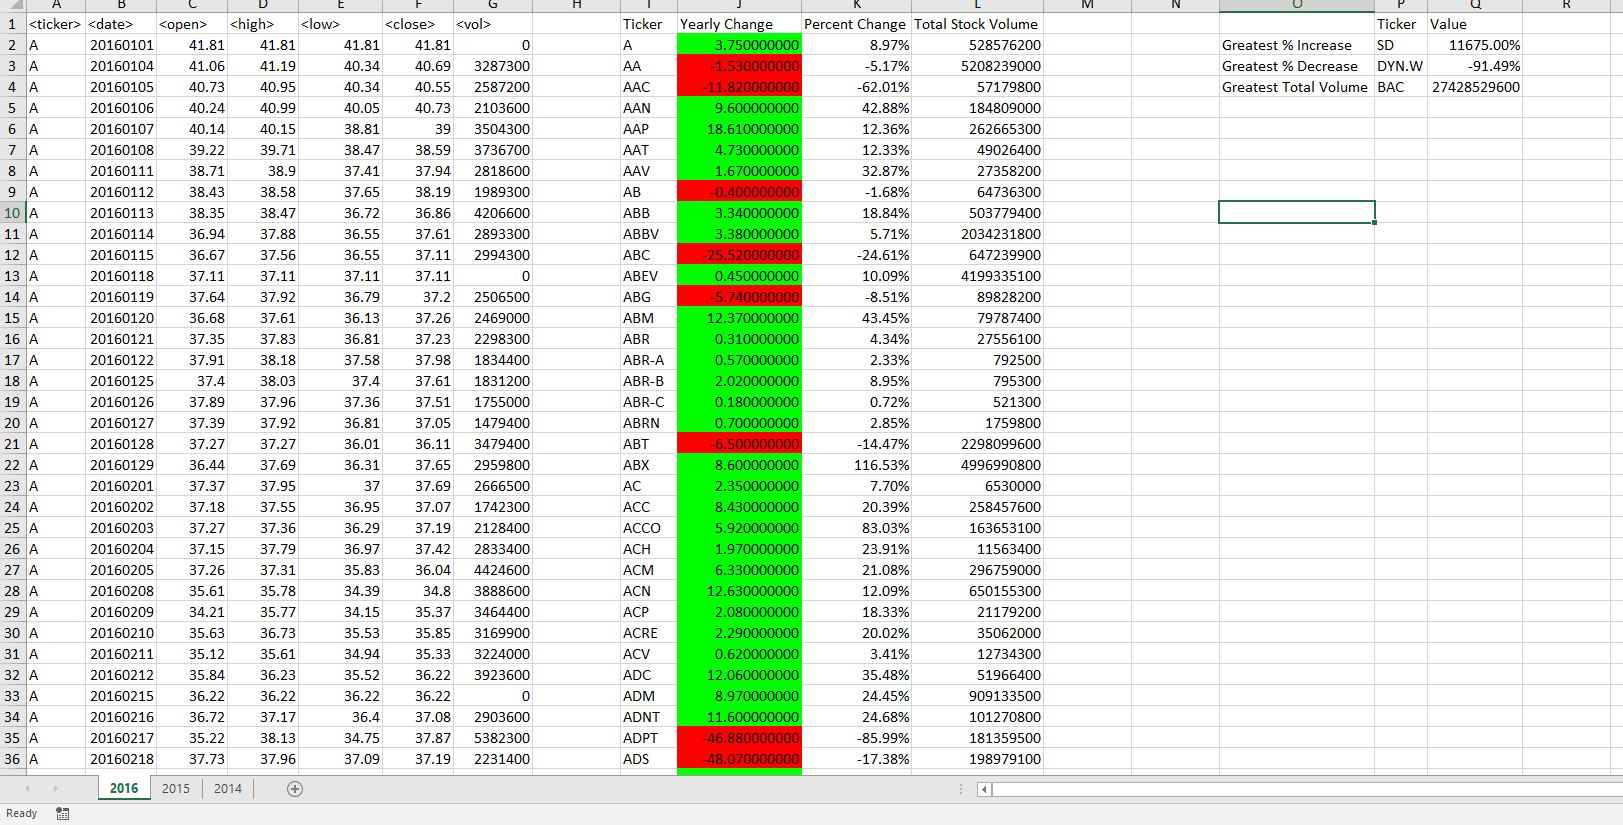 A B C D E F G H I J K L M N O P Q R
1 <ticker> <date> <open> <high> <low> <close> <vol> Ticker Yearly Change Percent Change Total Stock Volume Ticker Value
2 A 20160101 41.81 41.81 41.81 41.81 0 A 3.750000000 8.97% 528576200 Greatest % Increase SD 11675.00%
3 A 20160104 41.06 41.19 40.34 40.69 3287300 AA -1.530000000 -5.17% 5208239000 Greatest % Decrease DYN.W -91.49%
4 A 20160105 40.73 40.95 40.34 40.55 2587200 AAC -11.820000000 -62.01% 57179800 Greatest Total Volume BAC 27428529600
5 A 20160106 40.24 40.99 40.05 40.73 2103600 AAN 9.600000000 42.88% 184809000
6 A 20160107 40.14 40.15 38.81 39 3504300 AAP 18.610000000 12.36% 262665300
7 A 20160108 39.22 39.71 38.47 38.59 3736700 AAT 4.730000000 12.33% 49026400
8 A 20160111 38.71 38.9 37.41 37.94 2818600 AAV 1.670000000 32.87% 27358200
9 A 20160112 38.43 38.58 37.65 38.19 1989300 AB -0.400000000 -1.68% 64736300
10 A 20160113 38.35 38.47 36.72 36.86 4206600 ABB 3.340000000 18.84% 503779400
11 A 20160114 36.94 37.88 36.55 37.61 2893300 ABBV 3.380000000 5.71% 2034231800
12 A 20160115 36.67 37.56 36.55 37.11 2994300 ABC -25.520000000 -24.61% 647239900
13 A 20160118 37.11 37.11 37.11 37.11 0 ABEV 0.450000000 10.09% 4199335100
14 A 20160119 37.64 37.92 36.79 37.2 2506500 ABG -5.740000000 -8.51% 89828200
15 A 20160120 36.68 37.61 36.13 37.26 2469000 ABM 12.370000000 43.45% 79787400
16 A 20160121 37.35 37.83 36.81 37.23 2298300 ABR 0.310000000 4.34% 27556100
17 A 20160122 37.91 38.18 37.58 37.98 1834400 ABR-A 0.570000000 2.33% 792500
18 A 20160125 37.4 38.03 37.4 37.61 1831200 ABR-B 2.020000000 8.95% 795300
19 A 20160126 37.89 37.96 37.36 37.51 1755000 ABR-C 0.180000000 0.72% 521300
20 A 20160127 37.39 37.92 36.81 37.05 1479400 ABRN 0.700000000 2.85% 1759800
21 A 20160128 37.27 37.27 36.01 36.11 3479400 ABT -6.500000000 -14.47% 2298099600
22 A 20160129 36.44 37.69 36.31 37.65 2959800 ABX 8.600000000 116.53% 4996990800
23 A 20160201 37.37 37.95 37 37.69 2666500 AC 2.350000000 7.70% 6530000
24 A 20160202 37.18 37.55 36.95 37.07 1742300 ACC 8.430000000 20.39% 258457600
25 A 20160203 37.27 37.36 36.29 37.19 2128400 ACCO 5.920000000 83.03% 163653100
26 A 20160204 37.15 37.79 36.97 37.42 2833400 ACH 1.970000000 23.91% 11563400
27 A 20160205 37.26 37.31 35.83 36.04 4424600 ACM 6.330000000 21.08% 296759000
28 A 20160208 35.61 35.78 34.39 34.8 3888600 ACN 12.630000000 12.09% 650155300
29 A 20160209 34.21 35.77 34.15 35.37 3464400 ACP 2.080000000 18.33% 21179200
30 A 20160210 35.63 36.73 35.53 35.85 3169900 ACRE 2.290000000 20.02% 35062000
31 A 20160211 35.12 35.61 34.94 35.33 3224000 ACV 0.620000000 3.41% 12734300
32 A 20160212 35.84 36.23 35.52 36.22 3923600 ADC 12.060000000 35.48% 51966400
33 A 20160215 36.22 36.22 36.22 36.22 0 ADM 8.970000000 24.45% 909133500
34 A 20160216 36.72 37.17 36.4 37.08 2903600 ADNT 11.600000000 24.68% 101270800
35 A 20160217 35.22 38.13 34.75 37.87 5382300 ADPT -46.880000000 -85.99% 181359500
36 A 20160218 37.73 37.96 37.09 37.19 2231400 ADS -48.070000000 -17.38% 198979100
2016 2015 2014
Ready